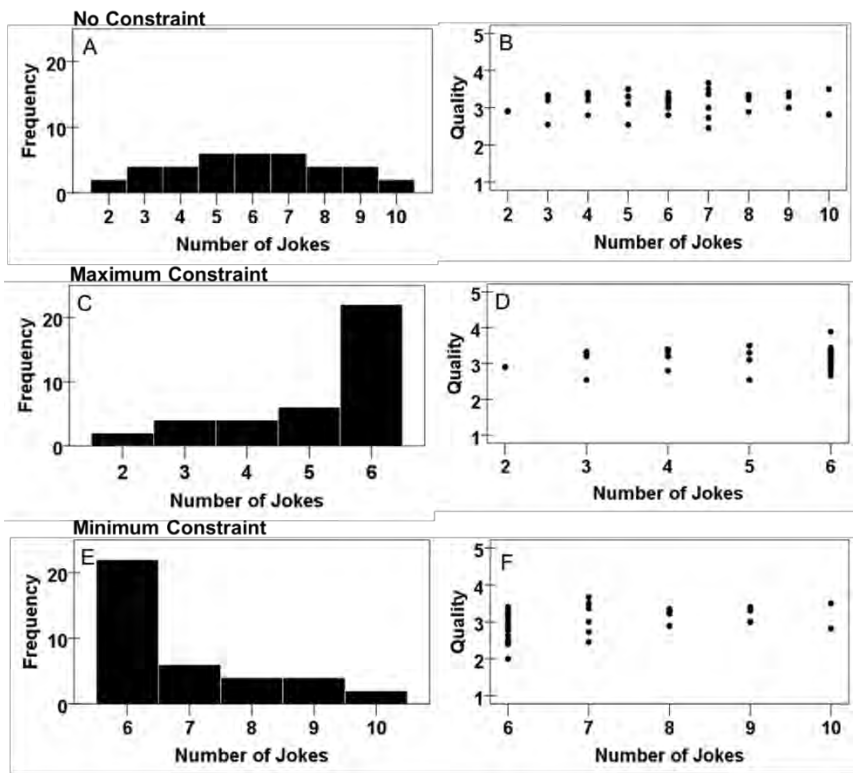 No Constraint
A
20
10
0
Frequency
2 3 4 5 6 7 8 9 10
Number of Jokes
B
5
4
3
2
1
Quality
2 3 4 5 6 7 8 9 10
Number of Jokes
Maximum Constraint
C
20
10
0
Frequency
2 3 4 5 6
Number of Jokes
D
5
4
3
2
1
Quality
2 3 4 5 6
Number of Jokes
Minimum Constraint
E
20
10
0
Frequency
6 7 8 9 10
Number of Jokes
F
5
4
3
2
1
Quality
6 7 8 9 10
Number of Jokes